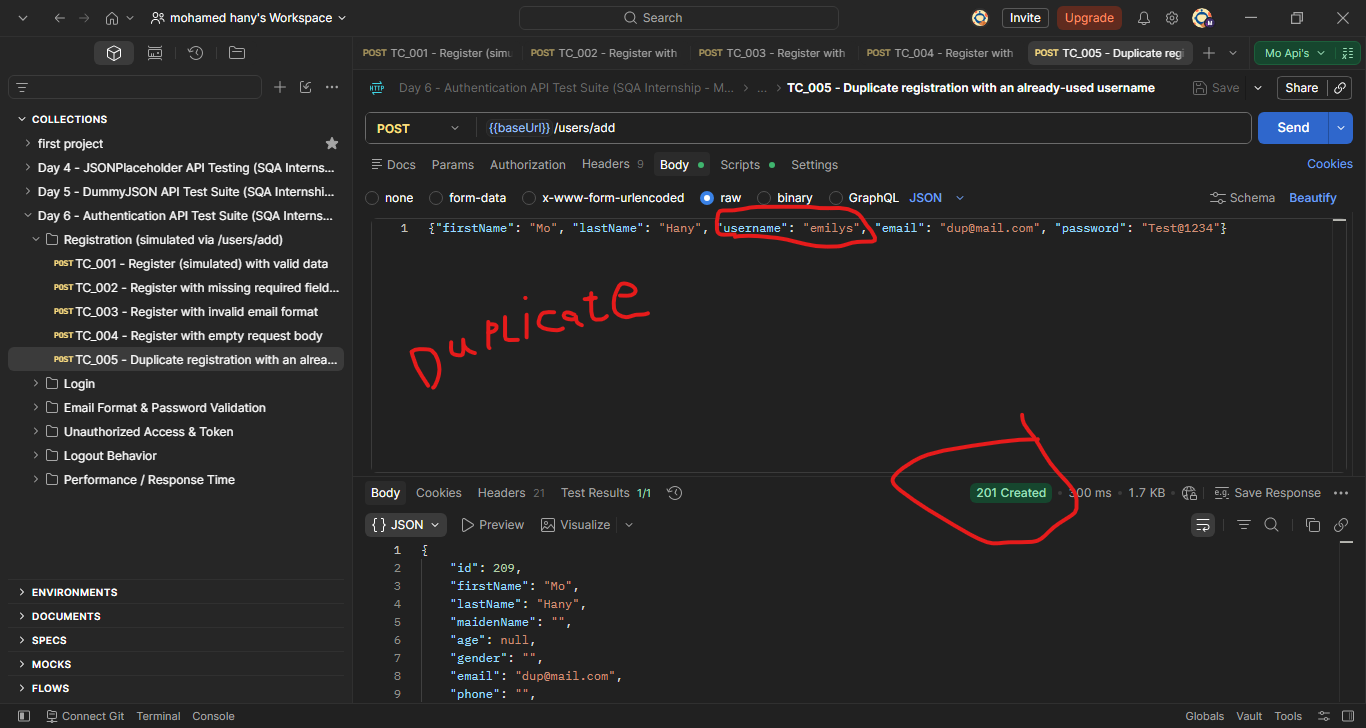 mohamed hany's Workspace
Search
Invite
Upgrade
POST TC_001 - Register (simu
POST TC_002 - Register with
POST TC_003 - Register with
POST TC_004 - Register with
POST TC_005 - Duplicate regi
Mo Api's
HTTP
Day 6 - Authentication API Test Suite (SQA Internship - M... > ... > TC_005 - Duplicate registration with an already-used username
Save
Share
COLLECTIONS
first project
Day 4 - JSONPlaceholder API Testing (SQA Interns...
Day 5 - DummyJSON API Test Suite (SQA Internshi...
Day 6 - Authentication API Test Suite (SQA Interns...
Registration (simulated via /users/add)
POST TC_001 - Register (simulated) with valid data
POST TC_002 - Register with missing required field...
POST TC_003 - Register with invalid email format
POST TC_004 - Register with empty request body
POST TC_005 - Duplicate registration with an alrea...
Login
Email Format & Password Validation
Unauthorized Access & Token
Logout Behavior
Performance / Response Time
ENVIRONMENTS
DOCUMENTS
SPECS
MOCKS
FLOWS
POST
{{baseUrl}} /users/add
Send
Docs Params Authorization Headers 9 Body Scripts Settings
Cookies
none form-data x-www-form-urlencoded raw binary GraphQL JSON
Schema Beautify
1 {"firstName": "Mo", "lastName": "Hany", "username": "emilys", "email": "dup@mail.com", "password": "Test@1234"}
Duplicate
Body Cookies Headers 21 Test Results 1/1
201 Created 300 ms 1.7 KB e.g. Save Response
{} JSON Preview Visualize
1 {
2 "id": 209,
3 "firstName": "Mo",
4 "lastName": "Hany",
5 "maidenName": "",
6 "age": null,
7 "gender": "",
8 "email": "dup@mail.com",
9 "phone": "",
Connect Git Terminal Console
Globals Vault Tools